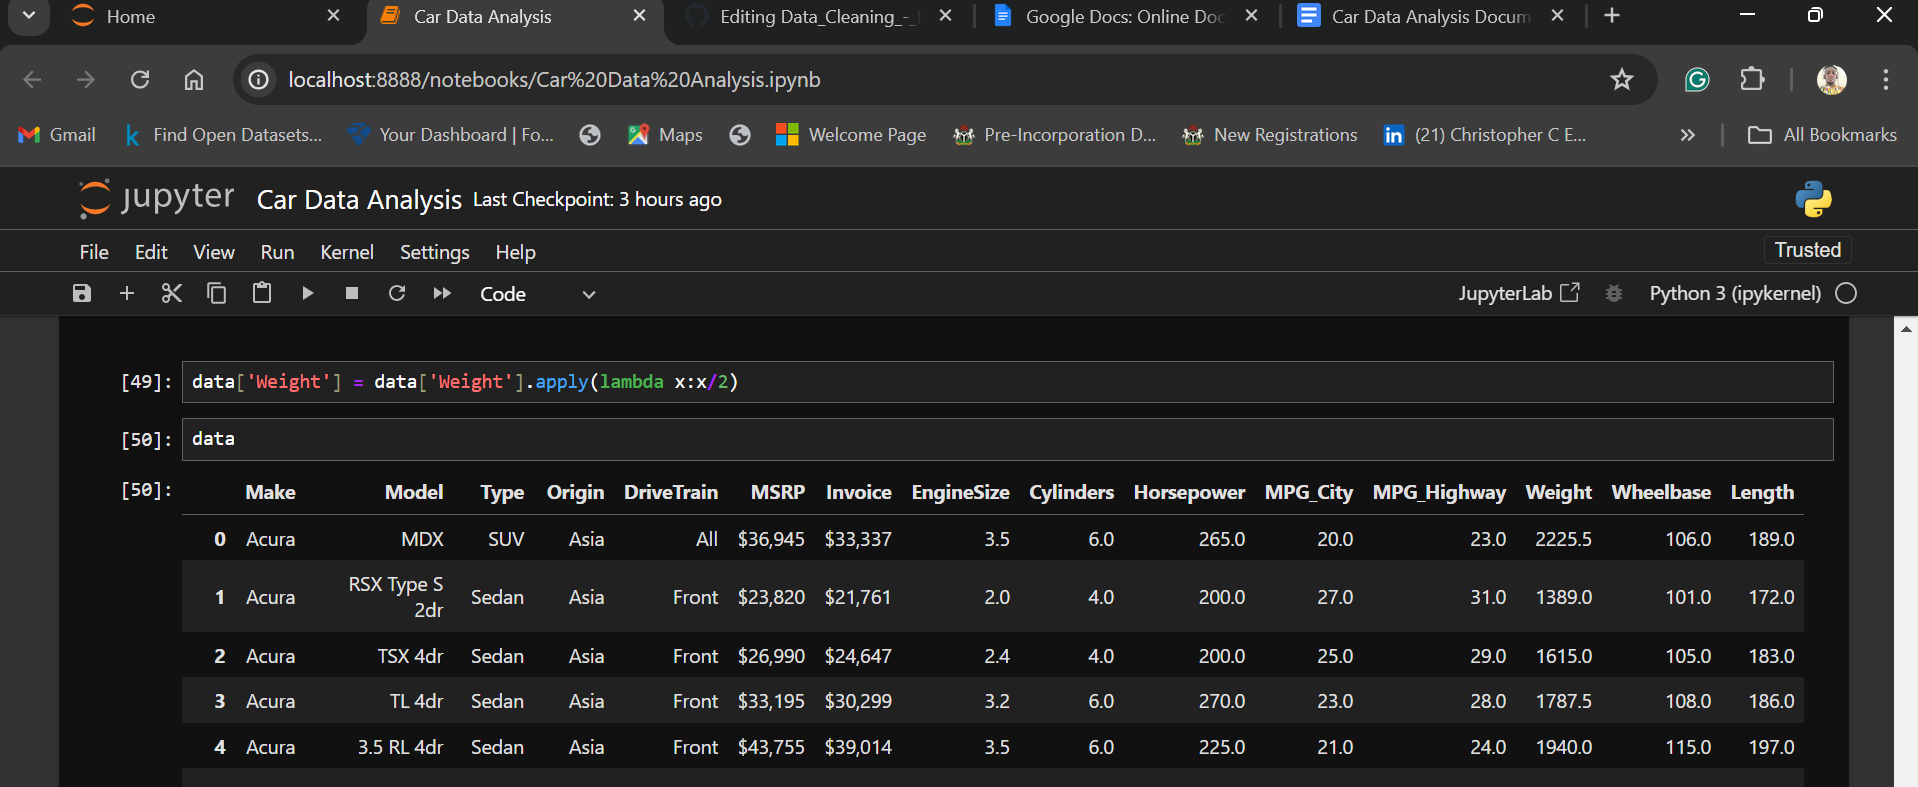 Home Car Data Analysis Editing Data_Cleaning_-_ Google Docs: Online Doc Car Data Analysis Docum
localhost:8888/notebooks/Car%20Data%20Analysis.ipynb
Gmail Find Open Datasets... Your Dashboard | Fo... Maps Welcome Page Pre-Incorporation D... New Registrations (21) Christopher C E... All Bookmarks
jupyter Car Data Analysis Last Checkpoint: 3 hours ago
File Edit View Run Kernel Settings Help Trusted
Code JupyterLab Python 3 (ipykernel)
[49]: data['Weight'] = data['Weight'].apply(lambda x:x/2)
[50]: data
[50]: Make Model Type Origin DriveTrain MSRP Invoice EngineSize Cylinders Horsepower MPG_City MPG_Highway Weight Wheelbase Length
0 Acura MDX SUV Asia All $36,945 $33,337 3.5 6.0 265.0 20.0 23.0 2225.5 106.0 189.0
1 Acura RSX Type S 2dr Sedan Asia Front $23,820 $21,761 2.0 4.0 200.0 27.0 31.0 1389.0 101.0 172.0
2 Acura TSX 4dr Sedan Asia Front $26,990 $24,647 2.4 4.0 200.0 25.0 29.0 1615.0 105.0 183.0
3 Acura TL 4dr Sedan Asia Front $33,195 $30,299 3.2 6.0 270.0 23.0 28.0 1787.5 108.0 186.0
4 Acura 3.5 RL 4dr Sedan Asia Front $43,755 $39,014 3.5 6.0 225.0 21.0 24.0 1940.0 115.0 197.0